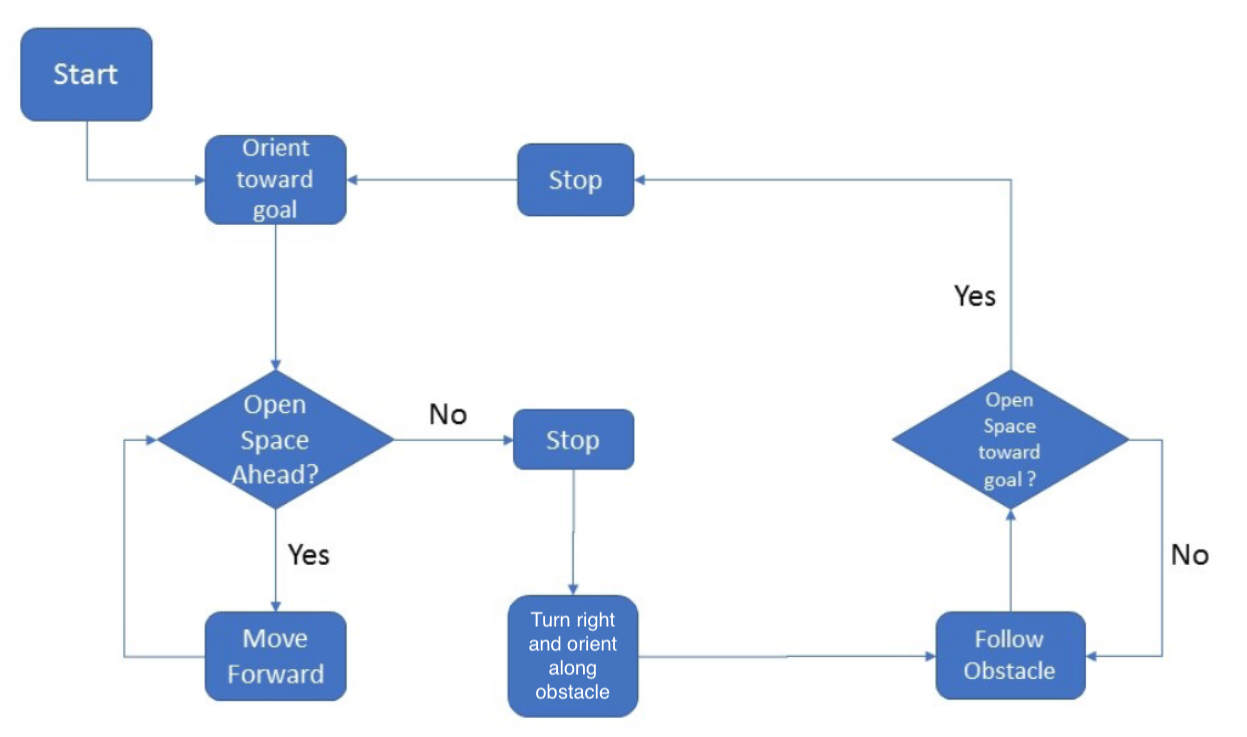 Start
Orient
toward
goal
Stop
Yes
Open
Space
Ahead?
No
Stop
Open
Space
toward
goal ?
Yes
No
Move
Forward
Turn right
and orient
along
obstacle
Follow
Obstacle